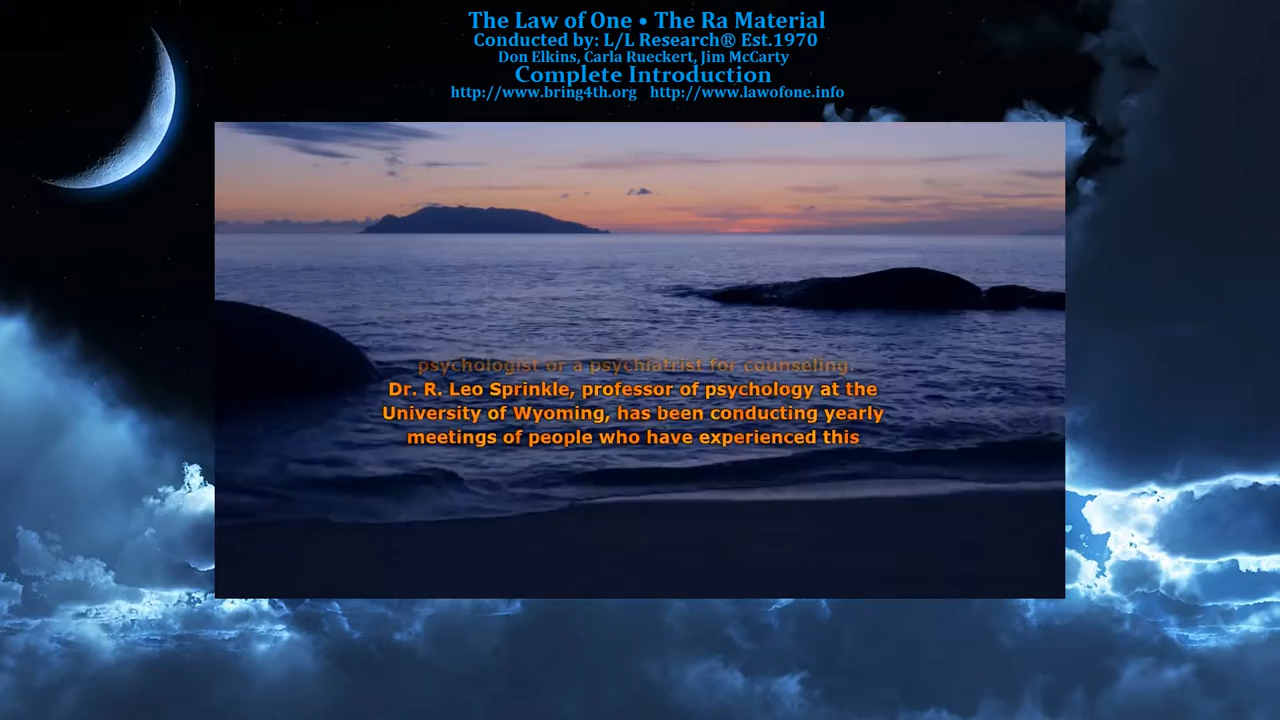 The Law of One • The Ra Material
Conducted by: L/L Research® Est.1970
Don Elkins, Carla Rueckert, Jim McCarty
Complete Introduction
http://www.bring4th.org http://www.lawofone.info
psychologist or a psychiatrist for counseling.
Dr. R. Leo Sprinkle, professor of psychology at the
University of Wyoming, has been conducting yearly
meetings of people who have experienced this